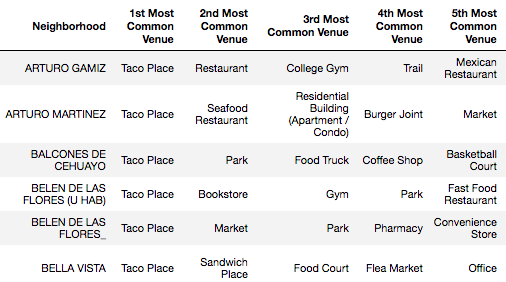 Neighborhood 1st Most Common Venue 2nd Most Common Venue 3rd Most Common Venue 4th Most Common Venue 5th Most Common Venue
ARTURO GAMIZ Taco Place Restaurant College Gym Trail Mexican Restaurant
ARTURO MARTINEZ Taco Place Seafood Restaurant Residential Building (Apartment / Condo) Burger Joint Market
BALCONES DE CEHUAYO Taco Place Park Food Truck Coffee Shop Basketball Court
BELEN DE LAS FLORES (U HAB) Taco Place Bookstore Gym Park Fast Food Restaurant
BELEN DE LAS FLORES_ Taco Place Market Park Pharmacy Convenience Store
BELLA VISTA Taco Place Sandwich Place Food Court Flea Market Office